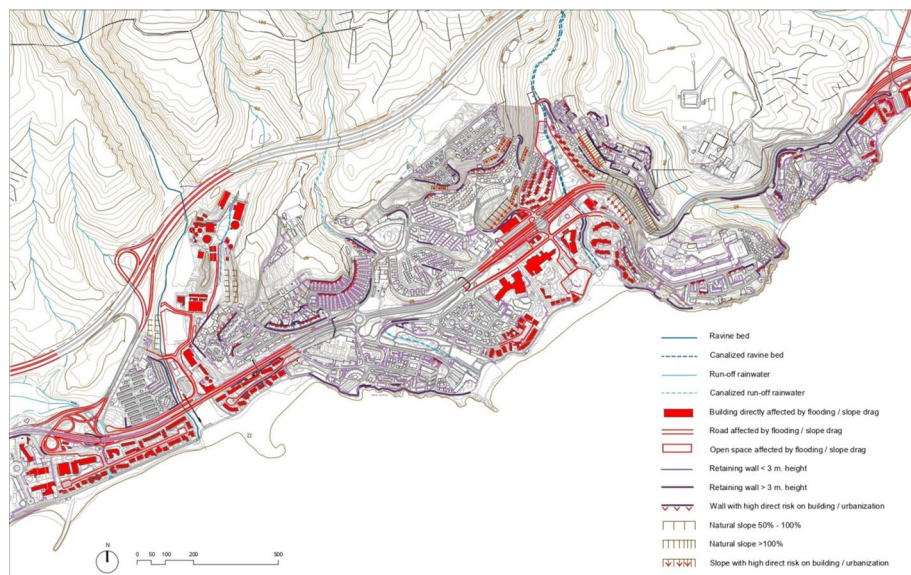 Ravine bed
Canalized ravine bed
Run-off rainwater
Canalized run-off rainwater
Building directly affected by flooding / slope drag
Road affected by flooding / slope drag
Open space affected by flooding / slope drag
Retaining wall < 3 m. height
Retaining wall > 3 m. height
Wall with high direct risk on building / urbanization
Natural slope 50% - 100%
Natural slope >100%
Slope with high direct risk on building / urbanization
N
0 50 100 200 500